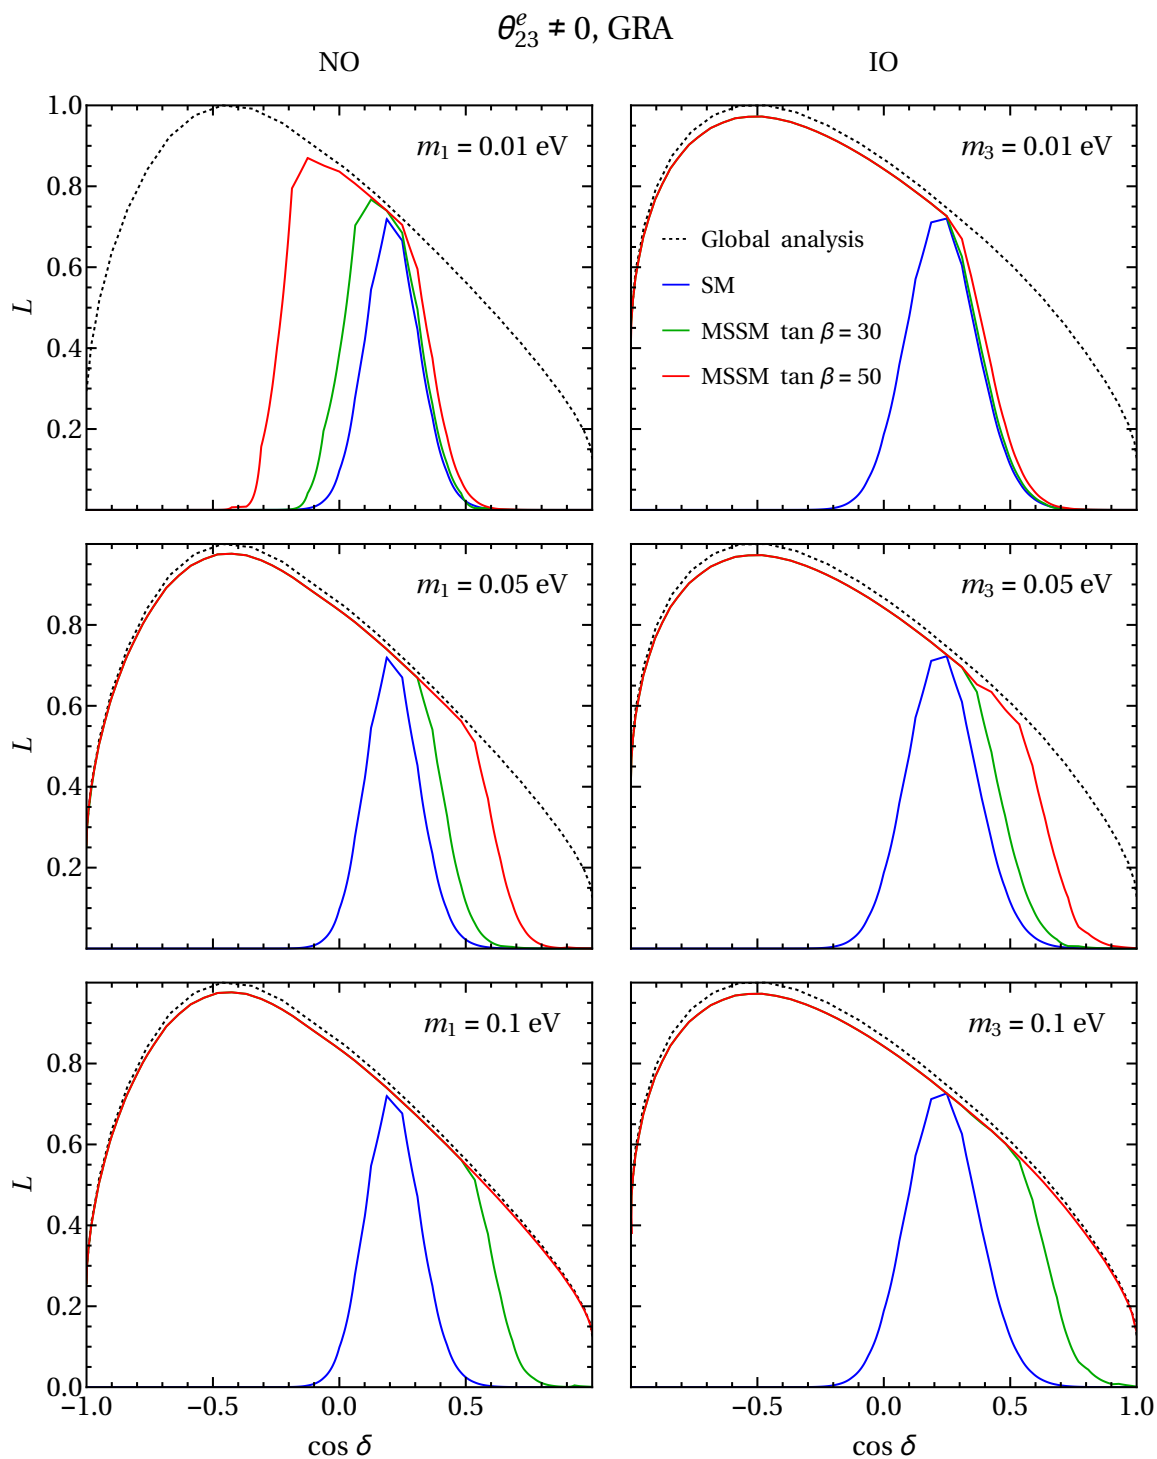 θ₂₃ᵉ ≠ 0, GRA
NO
IO
1.0
0.8
0.6
0.4
0.2
L
m₁ = 0.01 eV
m₃ = 0.01 eV
Global analysis
SM
MSSM tan β = 30
MSSM tan β = 50
0.8
0.6
0.4
0.2
L
m₁ = 0.05 eV
m₃ = 0.05 eV
0.8
0.6
0.4
0.2
0.0
L
m₁ = 0.1 eV
m₃ = 0.1 eV
−1.0 −0.5 0.0 0.5
−0.5 0.0 0.5 1.0
cos δ
cos δ